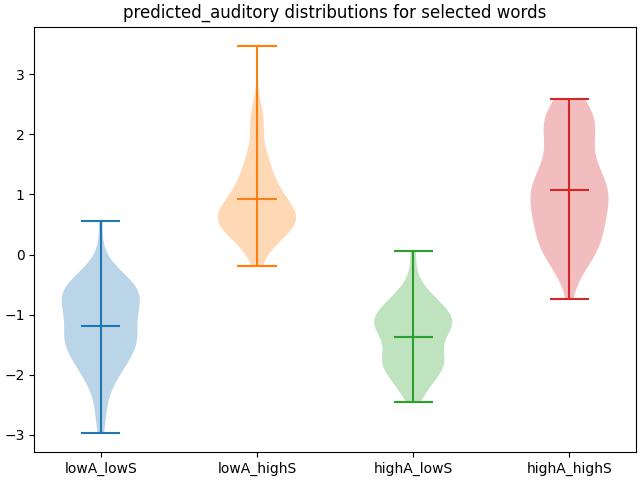 predicted_auditory distributions for selected words
3
2
1
0
−1
−2
−3
lowA_lowS
lowA_highS
highA_lowS
highA_highS